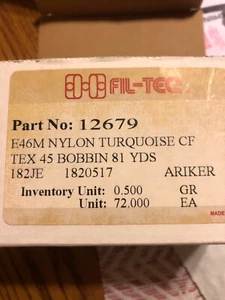 FIL-TEC
Part No: 12679
E46M NYLON TURQUOISE CF
TEX 45 BOBBIN 81 YDS
182JE 1820517 ARIKER
Inventory Unit: 0.500 GR
Unit: 72.000 EA
MADE